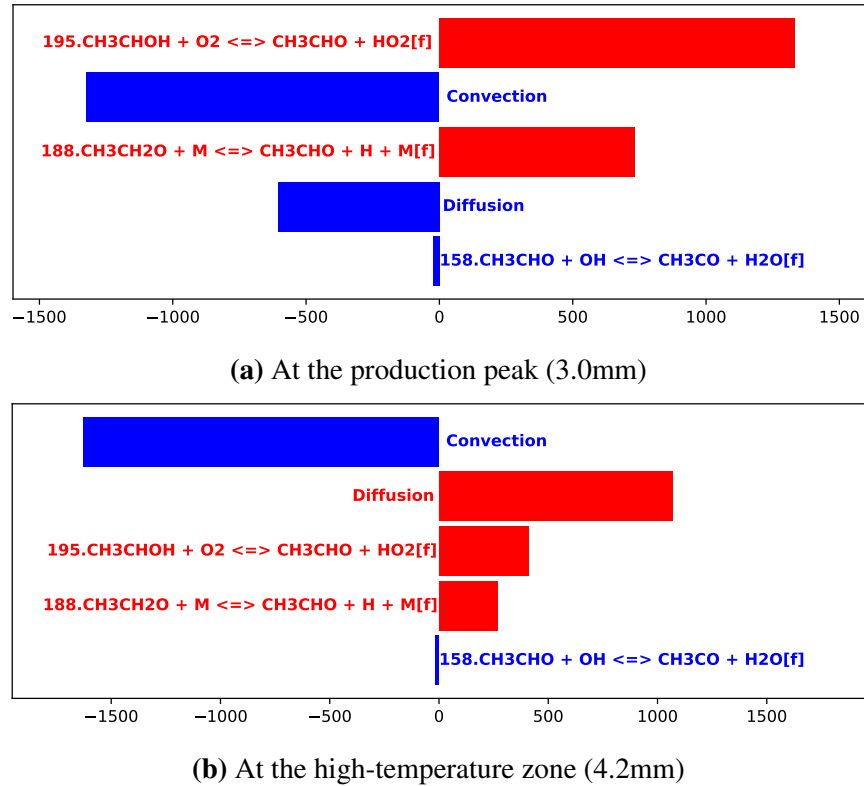 195.CH3CHOH + O2 <=> CH3CHO + HO2[f]
Convection
188.CH3CH2O + M <=> CH3CHO + H + M[f]
Diffusion
158.CH3CHO + OH <=> CH3CO + H2O[f]
−1500 −1000 −500 0 500 1000 1500
(a) At the production peak (3.0mm)
Convection
Diffusion
195.CH3CHOH + O2 <=> CH3CHO + HO2[f]
188.CH3CH2O + M <=> CH3CHO + H + M[f]
158.CH3CHO + OH <=> CH3CO + H2O[f]
−1500 −1000 −500 0 500 1000 1500
(b) At the high-temperature zone (4.2mm)